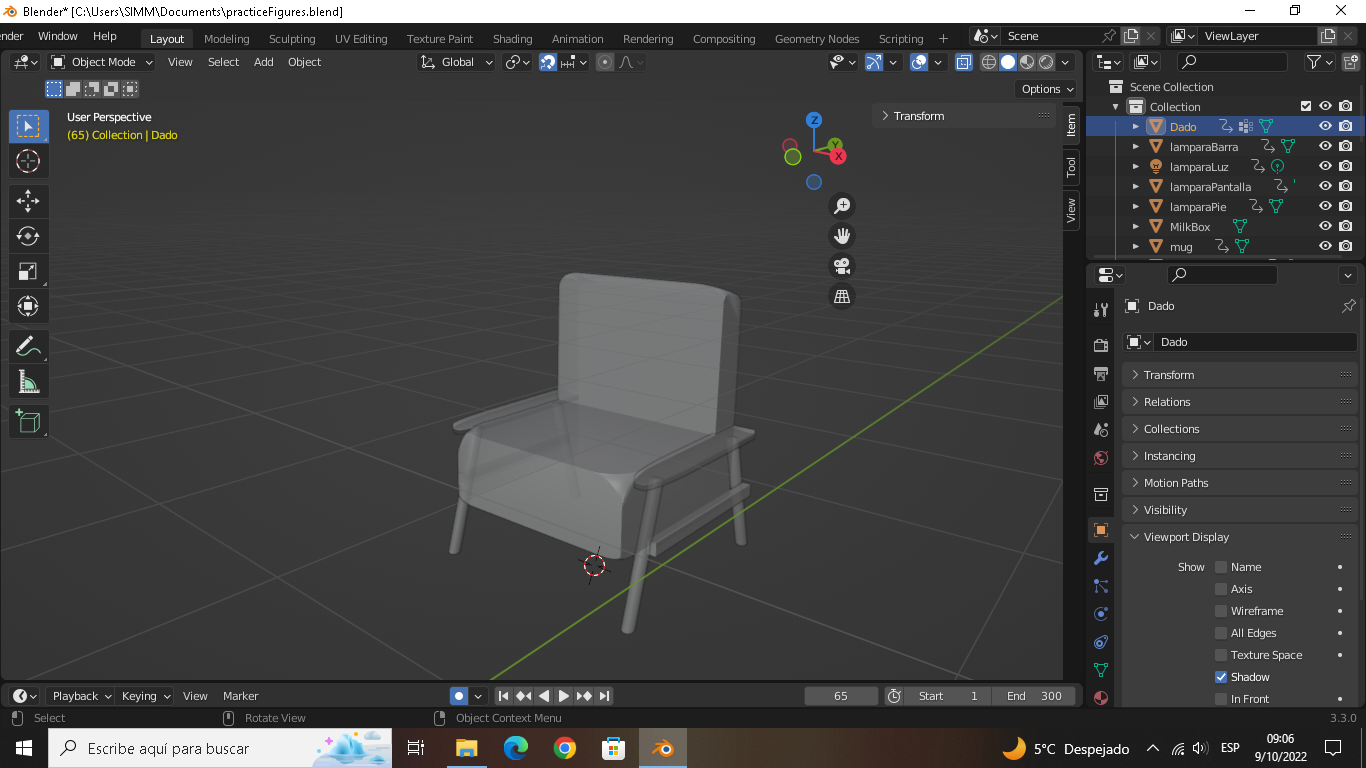 Blender* [C:\Users\SIMM\Documents\practiceFigures.blend]
nder Window Help Layout Modeling Sculpting UV Editing Texture Paint Shading Animation Rendering Compositing Geometry Nodes Scripting + Scene ViewLayer
Object Mode View Select Add Object Global
Options
User Perspective
(65) Collection | Dado
Transform
Item
Tool
View
Z
Y
X
Scene Collection
Collection
Dado
lamparaBarra
lamparaLuz
lamparaPantalla
lamparaPie
MilkBox
mug
Dado
Dado
Transform
Relations
Collections
Instancing
Motion Paths
Visibility
Viewport Display
Show Name
Axis
Wireframe
All Edges
Texture Space
Shadow
In Front
Playback Keying View Marker 65 Start 1 End 300
Select Rotate View Object Context Menu 3.3.0
Escribe aquí para buscar 5°C Despejado ESP 09:06
9/10/2022